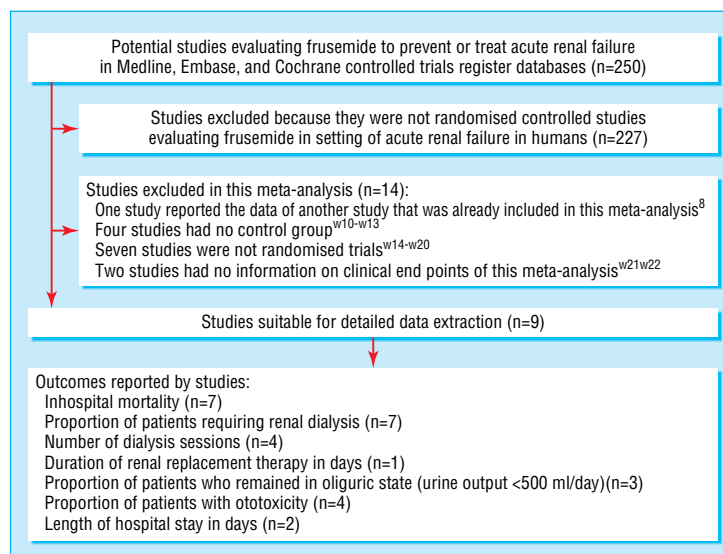 Potential studies evaluating frusemide to prevent or treat acute renal failure
in Medline, Embase, and Cochrane controlled trials register databases (n=250)
Studies excluded because they were not randomised controlled studies
evaluating frusemide in setting of acute renal failure in humans (n=227)
Studies excluded in this meta-analysis (n=14):
One study reported the data of another study that was already included in this meta-analysis8
Four studies had no control groupw10-w13
Seven studies were not randomised trialsw14-w20
Two studies had no information on clinical end points of this meta-analysisw21w22
Studies suitable for detailed data extraction (n=9)
Outcomes reported by studies:
Inhospital mortality (n=7)
Proportion of patients requiring renal dialysis (n=7)
Number of dialysis sessions (n=4)
Duration of renal replacement therapy in days (n=1)
Proportion of patients who remained in oliguric state (urine output <500 ml/day)(n=3)
Proportion of patients with ototoxicity (n=4)
Length of hospital stay in days (n=2)